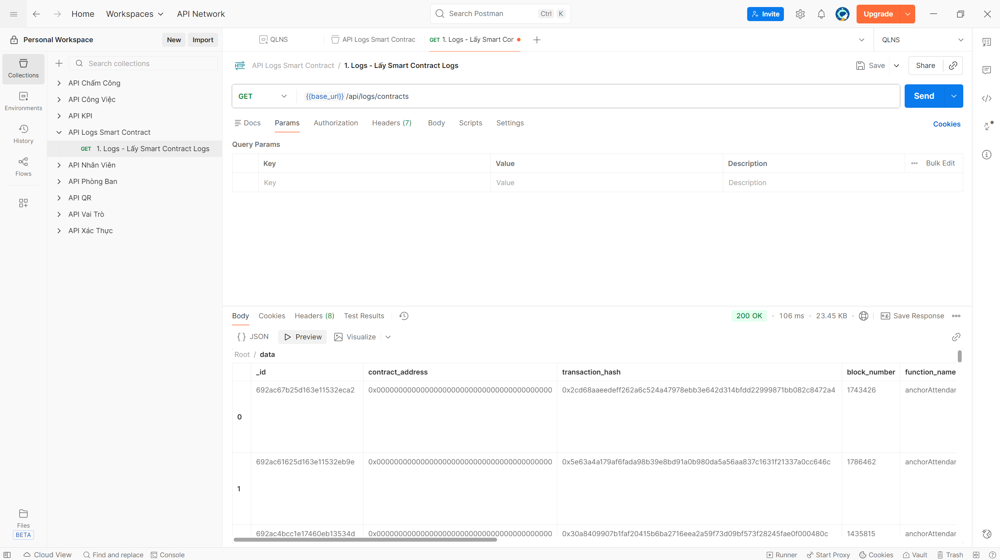 Home Workspaces API Network Search Postman Ctrl K Invite Upgrade
Personal Workspace New Import QLNS API Logs Smart Contrac GET 1. Logs - Lấy Smart Cor QLNS
Collections
Environments
History
Flows
Files
BETA
Search collections
API Chấm Công
API Công Việc
API KPI
API Logs Smart Contract
GET 1. Logs - Lấy Smart Contract Logs
API Nhân Viên
API Phòng Ban
API QR
API Vai Trò
API Xác Thực
HTTP API Logs Smart Contract / 1. Logs - Lấy Smart Contract Logs Save Share
GET {{base_url}}/api/logs/contracts Send
Docs Params Authorization Headers (7) Body Scripts Settings Cookies
Query Params
Key Value Description Bulk Edit
Key Value Description
Body Cookies Headers (8) Test Results 200 OK 106 ms 23.45 KB e.g. Save Response
{} JSON Preview Visualize
Root / data
_id contract_address transaction_hash block_number function_name
0 692ac67b25d163e11532eca2 0x0000000000000000000000000000000000000000 0x2cd68aaeedeff262a6c524a47978ebb3e642d314bfdd22999871bb082c8472a4 1743426 anchorAttendar
1 692ac61625d163e11532eb9e 0x0000000000000000000000000000000000000000 0x5e63a4a179af6fada98b39e8bd91a0b980da5a56aa837c1631f21337a0cc646c 1786462 anchorAttendar
692ac4bcc1e17460eb13534d 0x0000000000000000000000000000000000000000 0x30a8409907b1faf20415b6ba2716eea2a59f73d09bf573f28245fae0f000480c 1435815 anchorAttendar
Cloud View Find and replace Console Runner Start Proxy Cookies Vault Trash